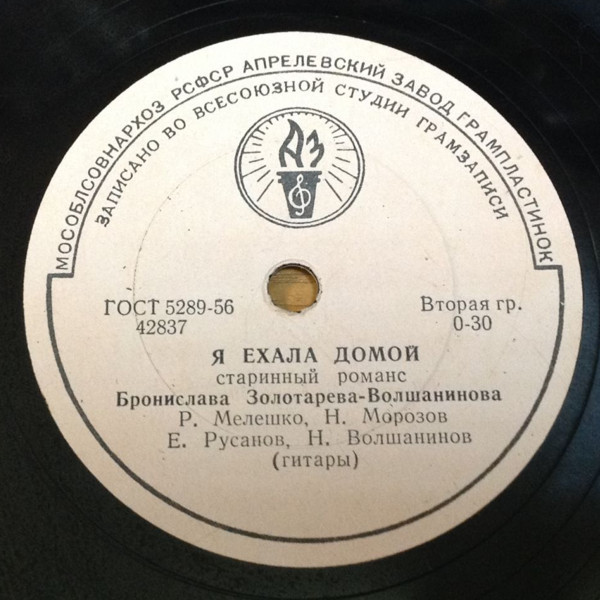 МОСОБЛСОВНАРХОЗ РСФСР АПРЕЛЕВСКИЙ ЗАВОД ГРАМПЛАСТИНОК
ЗАПИСАНО ВО ВСЕСОЮЗНОЙ СТУДИИ ГРАМЗАПИСИ
АЗ
ГОСТ 5289-56
42837
Вторая гр.
0-30
Я ЕХАЛА ДОМОЙ
старинный романс
Бронислава Золотарева-Волшанинова
Р. Мелешко, Н. Морозов
Е. Русанов, Н. Волшанинов
(гитары)